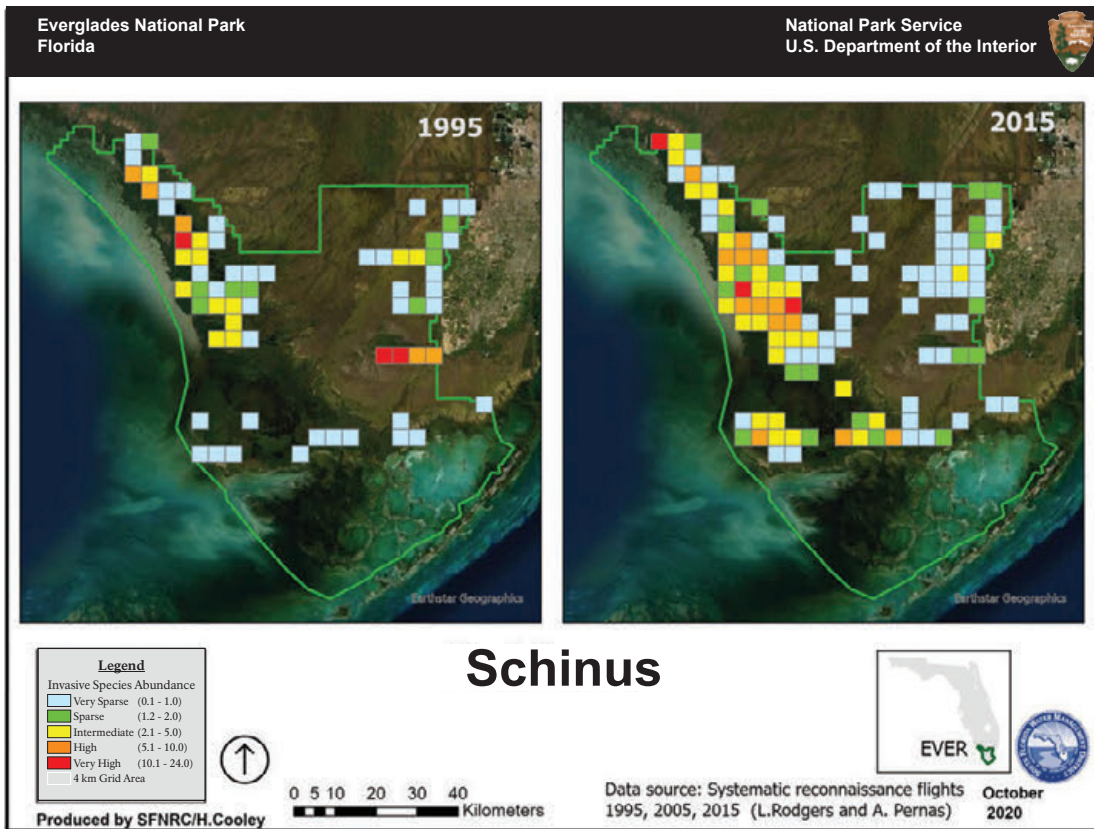 Everglades National Park
Florida
National Park Service
U.S. Department of the Interior
1995
2015
Earthstar Geographics
Earthstar Geographics
Schinus
Legend
Invasive Species Abundance
Very Sparse (0.1 - 1.0)
Sparse (1.2 - 2.0)
Intermediate (2.1 - 5.0)
High (5.1 - 10.0)
Very High (10.1 - 24.0)
4 km Grid Area
Produced by SFNRC/H.Cooley
0 5 10 20 30 40
Kilometers
EVER
Data source: Systematic reconnaissance flights
1995, 2005, 2015 (L.Rodgers and A. Pernas)
October
2020